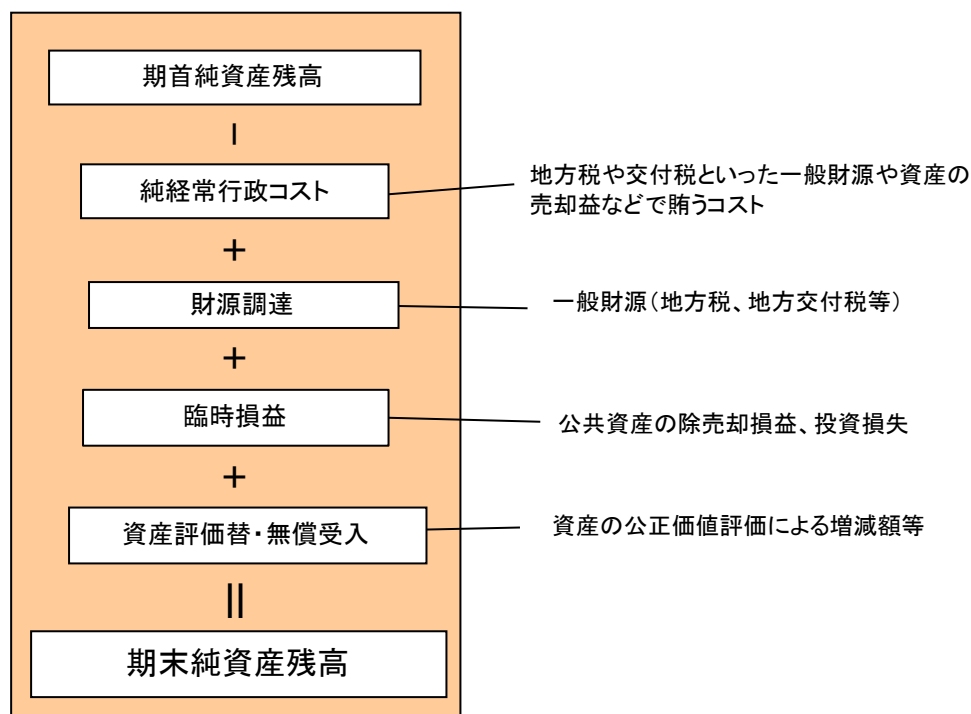 期首純資産残高
－
純経常行政コスト
地方税や交付税といった一般財源や資産の
売却益などで賄うコスト
＋
財源調達
一般財源（地方税、地方交付税等）
＋
臨時損益
公共資産の除売却損益、投資損失
＋
資産評価替・無償受入
資産の公正価値評価による増減額等
＝
期末純資産残高